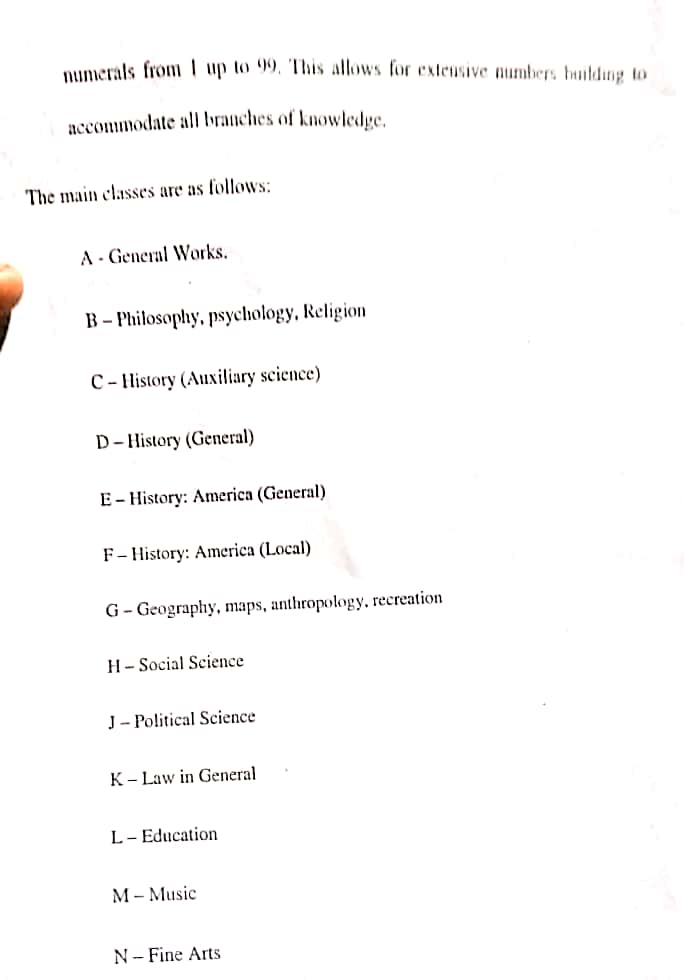 numerals from 1 up to 99. This allows for extensive numbers building to
accommodate all branches of knowledge.
The main classes are as follows:
A - General Works.
B – Philosophy, psychology, Religion
C – History (Auxiliary science)
D – History (General)
E – History: America (General)
F – History: America (Local)
G – Geography, maps, anthropology, recreation
H – Social Science
J – Political Science
K – Law in General
L – Education
M – Music
N – Fine Arts